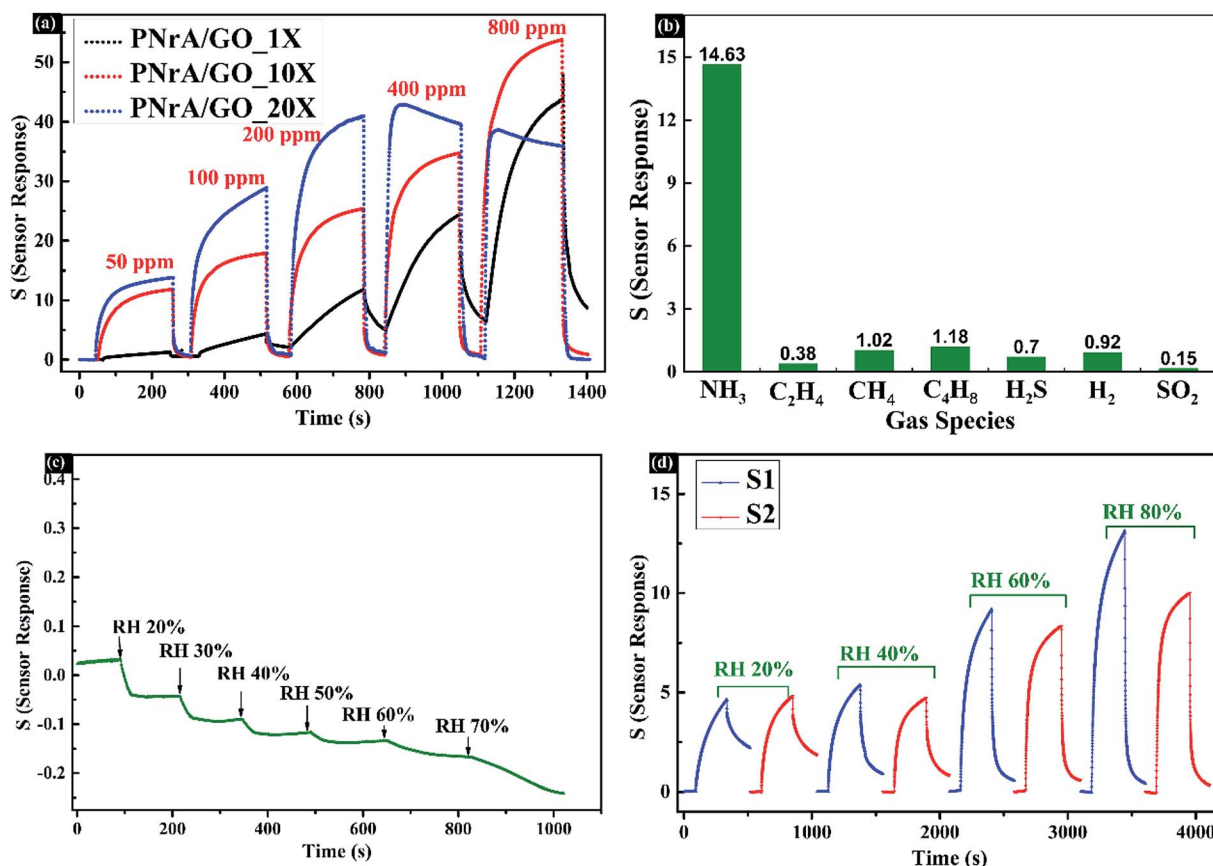 (a)
PNrA/GO_1X
PNrA/GO_10X
PNrA/GO_20X
50 ppm
100 ppm
200 ppm
400 ppm
800 ppm
S (Sensor Response)
50
40
30
20
10
0
0 200 400 600 800 1000 1200 1400
Time (s)
(b)
S (Sensor Response)
15
12
9
6
3
0
14.63
0.38
1.02
1.18
0.7
0.92
0.15
NH₃ C₂H₄ CH₄ C₄H₈ H₂S H₂ SO₂
Gas Species
(c)
S (Sensor Response)
0.4
0.3
0.2
0.1
0.0
-0.1
-0.2
RH 20%
RH 30%
RH 40%
RH 50%
RH 60%
RH 70%
0 200 400 600 800 1000
Time (s)
(d)
S1
S2
S (Sensor Response)
15
10
5
0
RH 20%
RH 40%
RH 60%
RH 80%
0 1000 2000 3000 4000
Time (s)